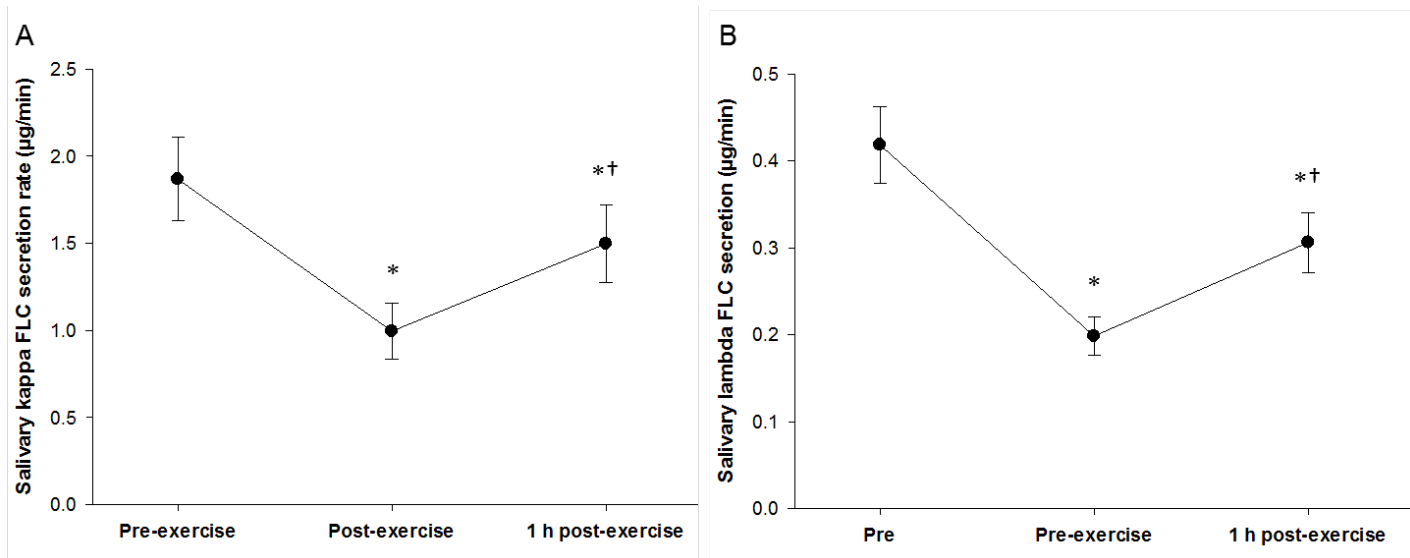 A
Salivary kappa FLC secretion rate (µg/min)
2.5
2.0
1.5
1.0
0.5
0.0
*
*†
Pre-exercise
Post-exercise
1 h post-exercise
B
Salivary lambda FLC secretion (µg/min)
0.5
0.4
0.3
0.2
0.1
0.0
*
*†
Pre
Pre-exercise
1 h post-exercise